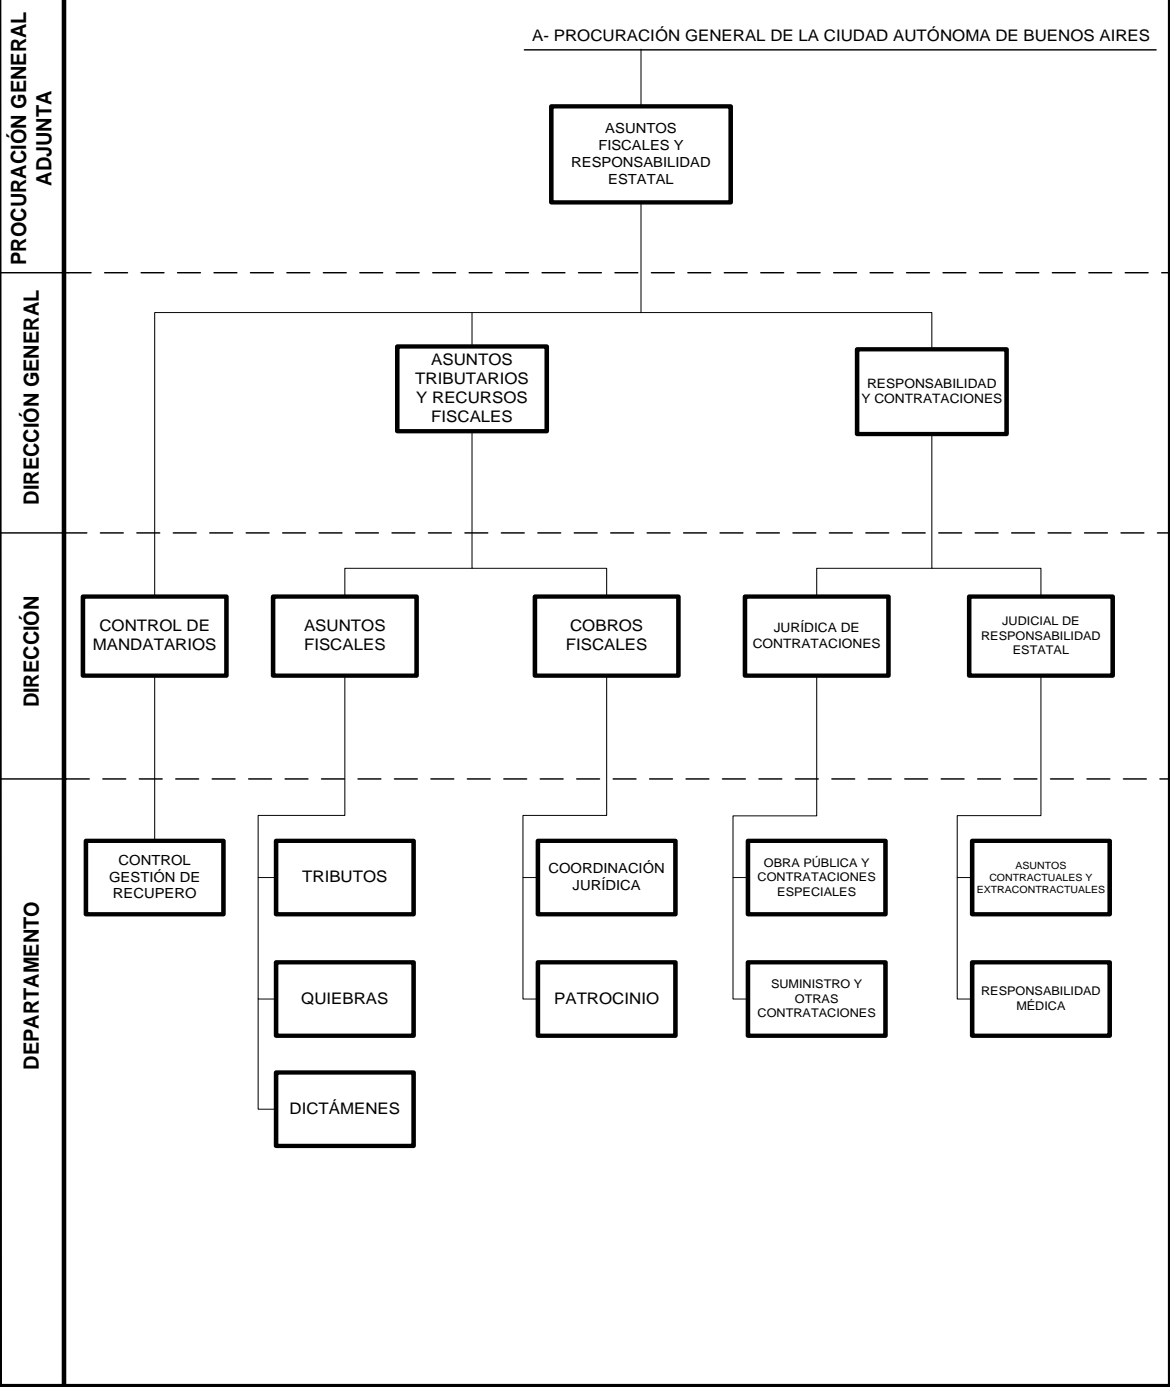 A- PROCURACIÓN GENERAL DE LA CIUDAD AUTÓNOMA DE BUENOS AIRES
PROCURACIÓN GENERAL
ADJUNTA
ASUNTOS
FISCALES Y
RESPONSABILIDAD
ESTATAL
DIRECCIÓN GENERAL
ASUNTOS
TRIBUTARIOS
Y RECURSOS
FISCALES
RESPONSABILIDAD
Y CONTRATACIONES
DIRECCIÓN
CONTROL DE
MANDATARIOS
ASUNTOS
FISCALES
COBROS
FISCALES
JURÍDICA DE
CONTRATACIONES
JUDICIAL DE
RESPONSABILIDAD
ESTATAL
DEPARTAMENTO
CONTROL
GESTIÓN DE
RECUPERO
TRIBUTOS
COORDINACIÓN
JURÍDICA
OBRA PÚBLICA Y
CONTRATACIONES
ESPECIALES
ASUNTOS
CONTRACTUALES Y
EXTRACONTRACTUALES
QUIEBRAS
PATROCINIO
SUMINISTRO Y
OTRAS
CONTRATACIONES
RESPONSABILIDAD
MÉDICA
DICTÁMENES